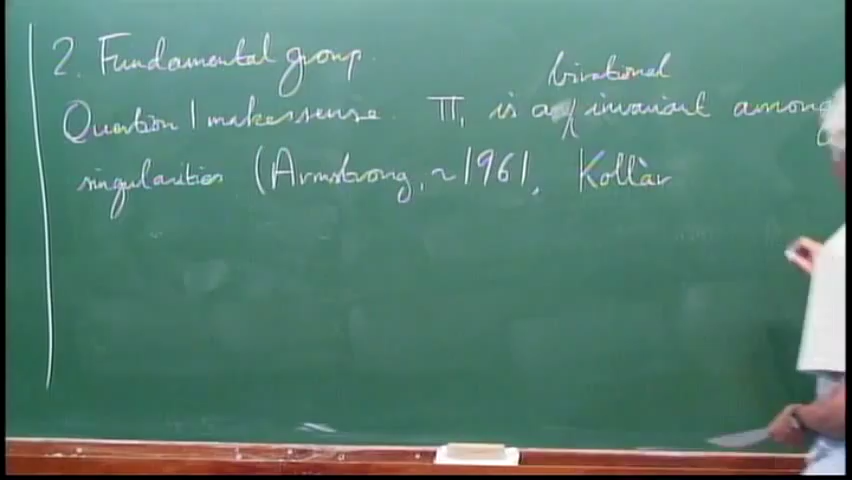 2. Fundamental group.
birational
Question 1 makes sense. π₁ is a invariant among
singularities (Armstrong, ~1961, Kollàr